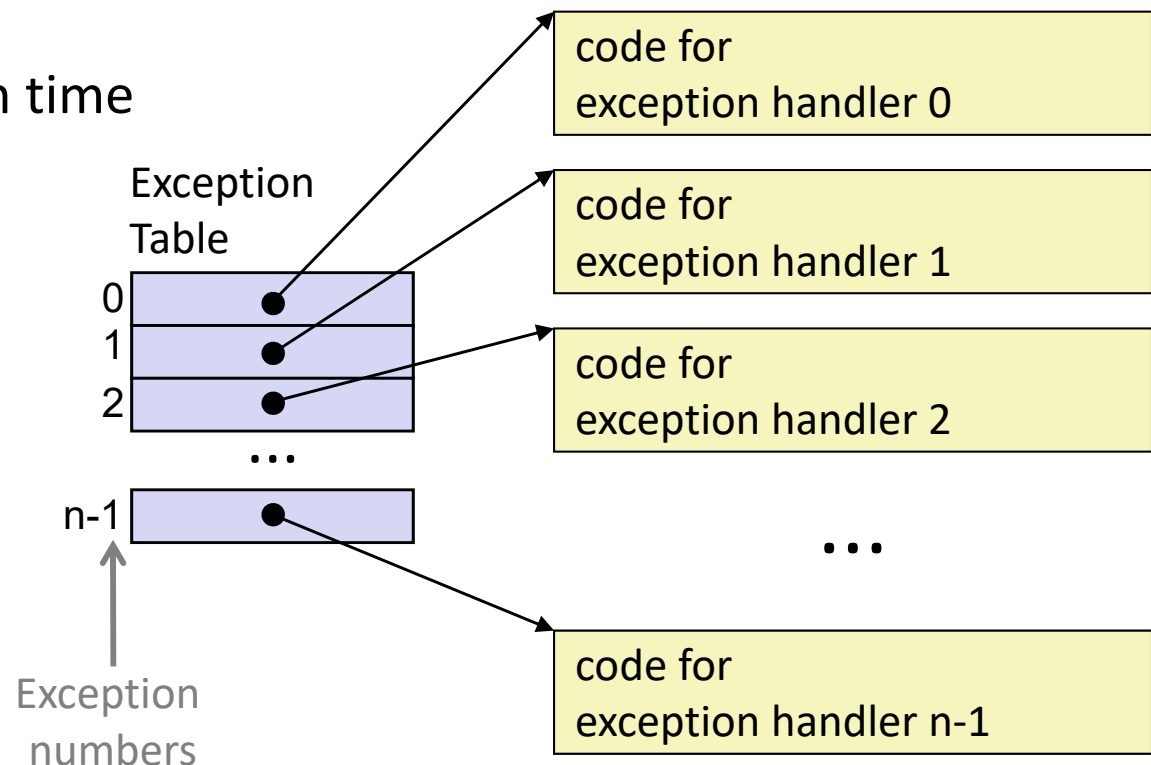 time
Exception
Table
0
1
2
...
n-1
Exception
numbers
code for
exception handler 0
code for
exception handler 1
code for
exception handler 2
...
code for
exception handler n-1